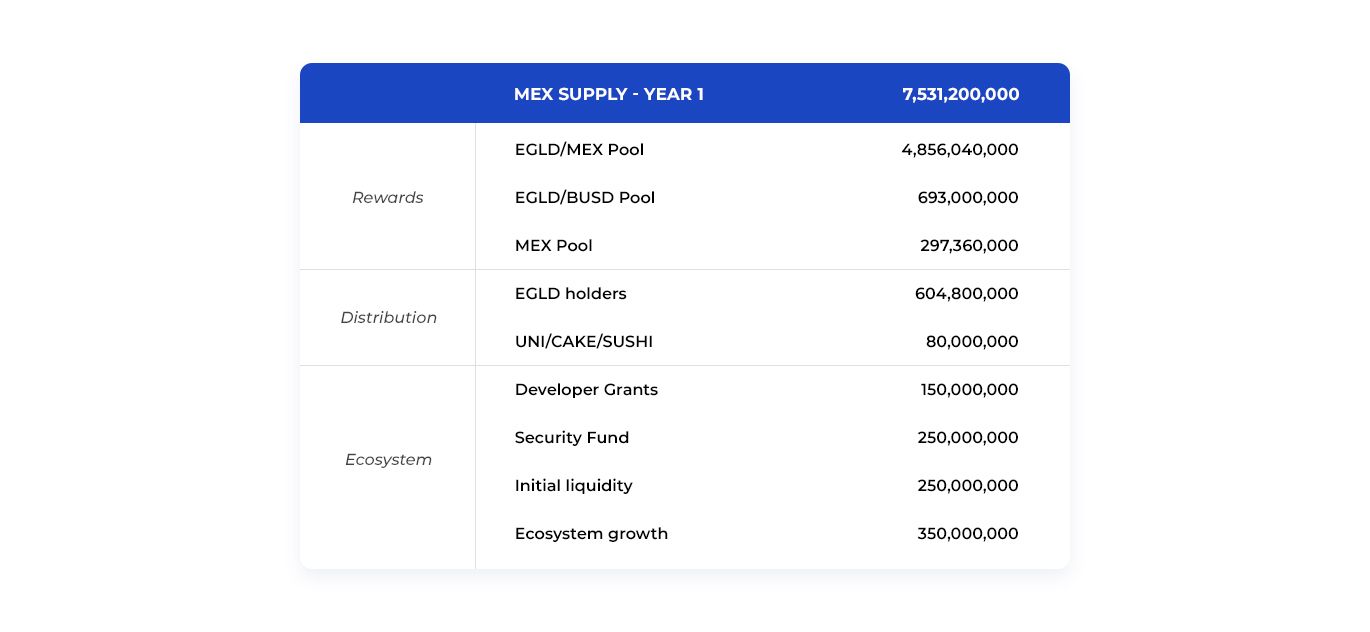 MEX SUPPLY - YEAR 1 7,531,200,000
Rewards
EGLD/MEX Pool 4,856,040,000
EGLD/BUSD Pool 693,000,000
MEX Pool 297,360,000
Distribution
EGLD holders 604,800,000
UNI/CAKE/SUSHI 80,000,000
Ecosystem
Developer Grants 150,000,000
Security Fund 250,000,000
Initial liquidity 250,000,000
Ecosystem growth 350,000,000